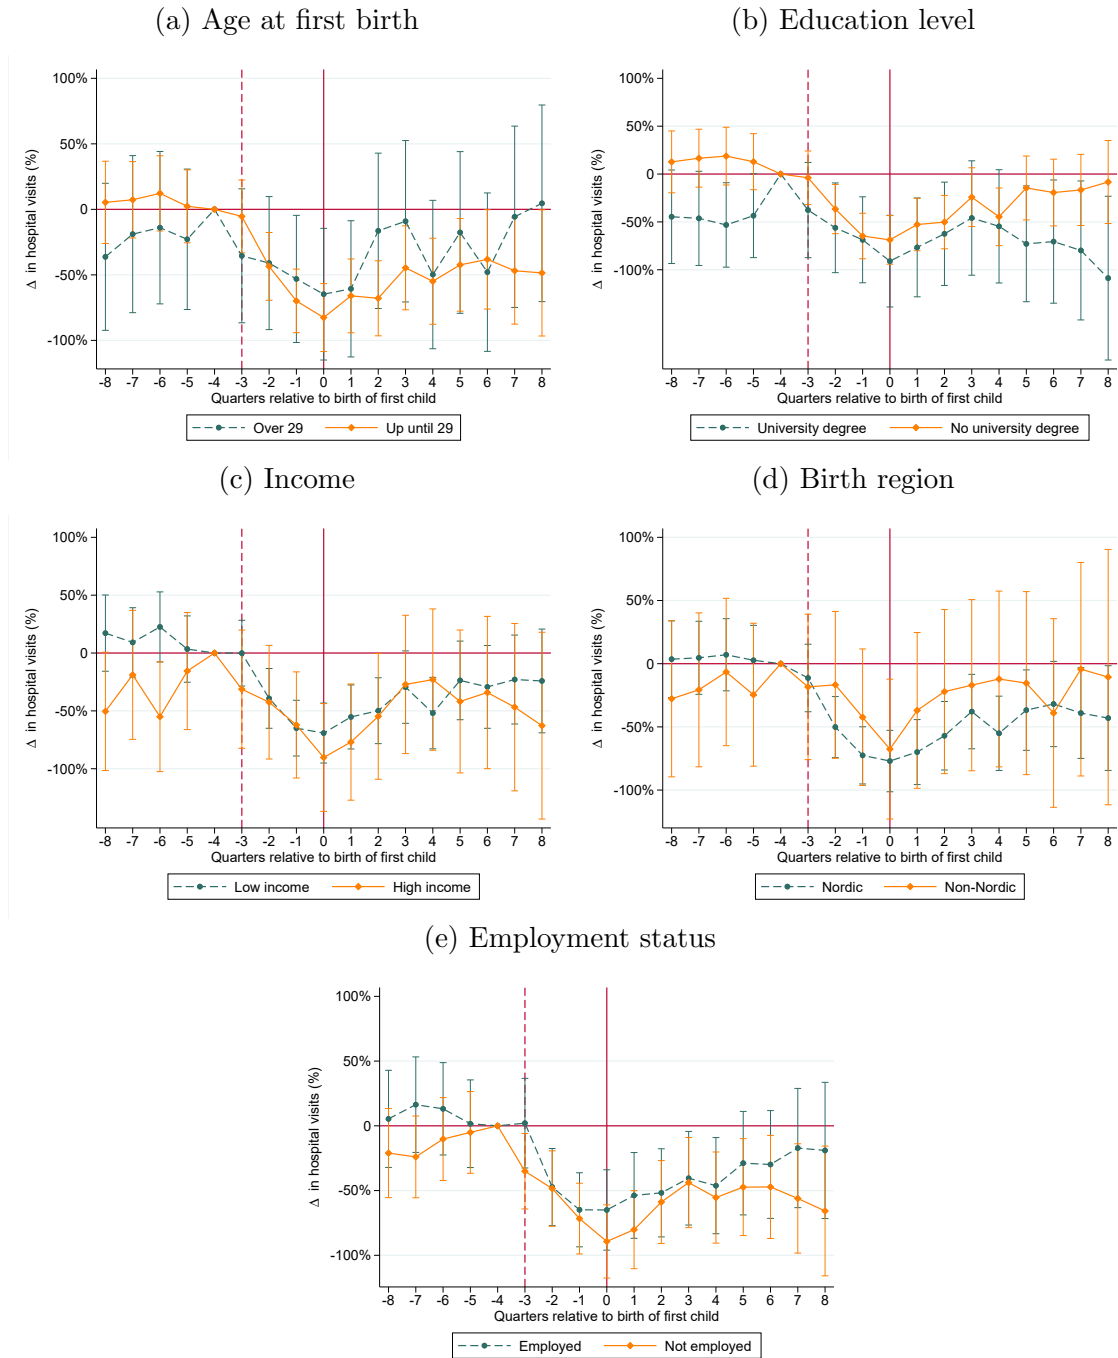 (a) Age at first birth
100%
50%
0
-50%
-100%
Δ in hospital visits (%)
-8 -7 -6 -5 -4 -3 -2 -1 0 1 2 3 4 5 6 7 8
Quarters relative to birth of first child
Over 29 Up until 29
(b) Education level
100%
50%
0
-50%
-100%
Δ in hospital visits (%)
-8 -7 -6 -5 -4 -3 -2 -1 0 1 2 3 4 5 6 7 8
Quarters relative to birth of first child
University degree No university degree
(c) Income
100%
50%
0
-50%
-100%
Δ in hospital visits (%)
-8 -7 -6 -5 -4 -3 -2 -1 0 1 2 3 4 5 6 7 8
Quarters relative to birth of first child
Low income High income
(d) Birth region
100%
50%
0
-50%
-100%
Δ in hospital visits (%)
-8 -7 -6 -5 -4 -3 -2 -1 0 1 2 3 4 5 6 7 8
Quarters relative to birth of first child
Nordic Non-Nordic
(e) Employment status
100%
50%
0
-50%
-100%
Δ in hospital visits (%)
-8 -7 -6 -5 -4 -3 -2 -1 0 1 2 3 4 5 6 7 8
Quarters relative to birth of first child
Employed Not employed